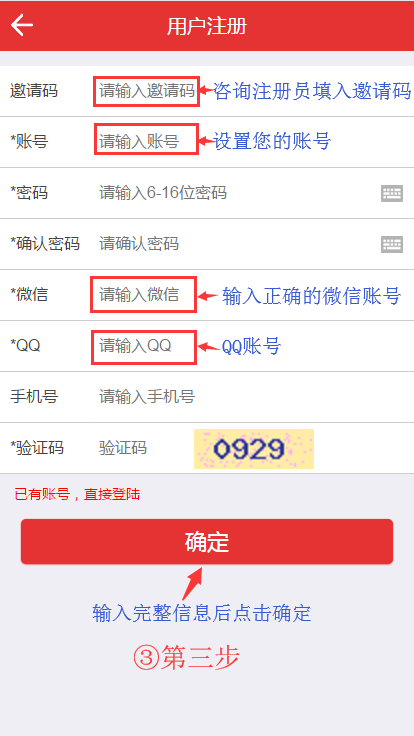 用户注册
邀请码 请输入邀请码 咨询注册员填入邀请码
*账号 请输入账号 设置您的账号
*密码 请输入6-16位密码
*确认密码 请确认密码
*微信 请输入微信 输入正确的微信账号
*QQ 请输入QQ QQ账号
手机号 请输入手机号
*验证码 验证码 0929
已有账号，直接登陆
确定
输入完整信息后点击确定
③第三步